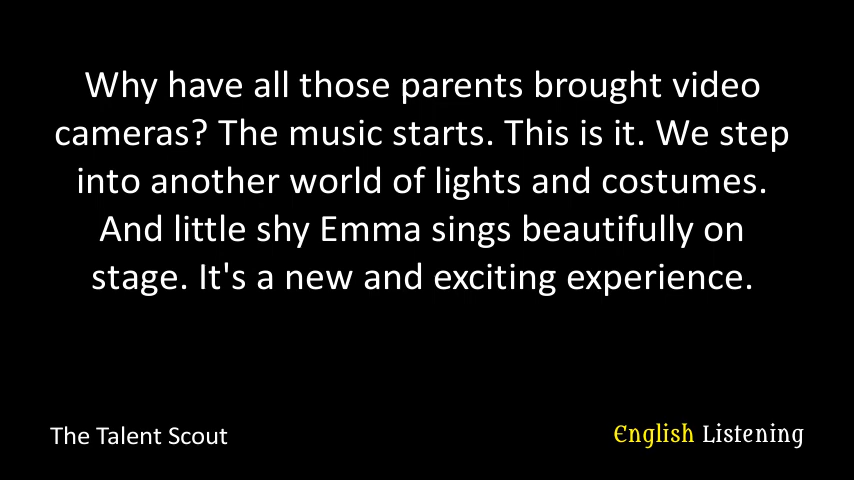 Why have all those parents brought video
cameras? The music starts. This is it. We step
into another world of lights and costumes.
And little shy Emma sings beautifully on
stage. It's a new and exciting experience.
The Talent Scout
English Listening